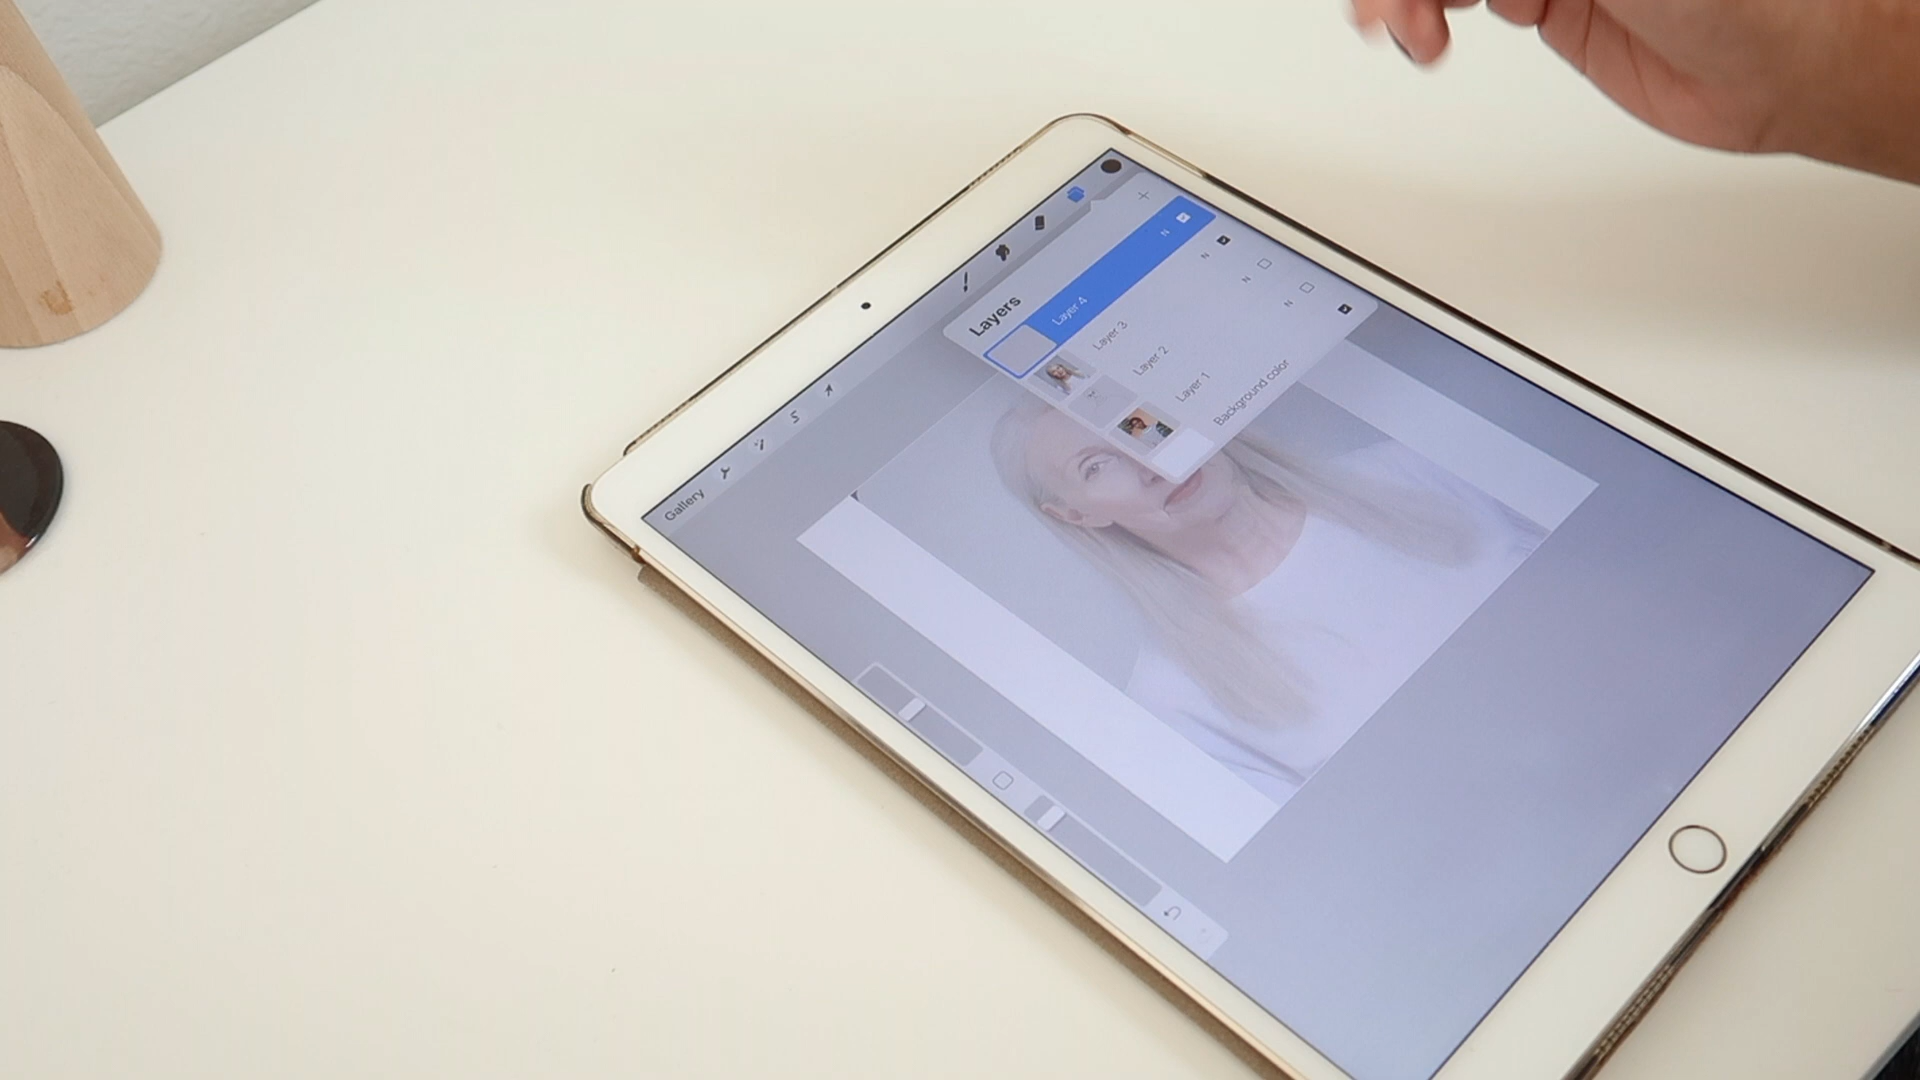 Gallery
S
Layers
Layer 4
N
Layer 3
N
Layer 2
N
Layer 1
N
Background color